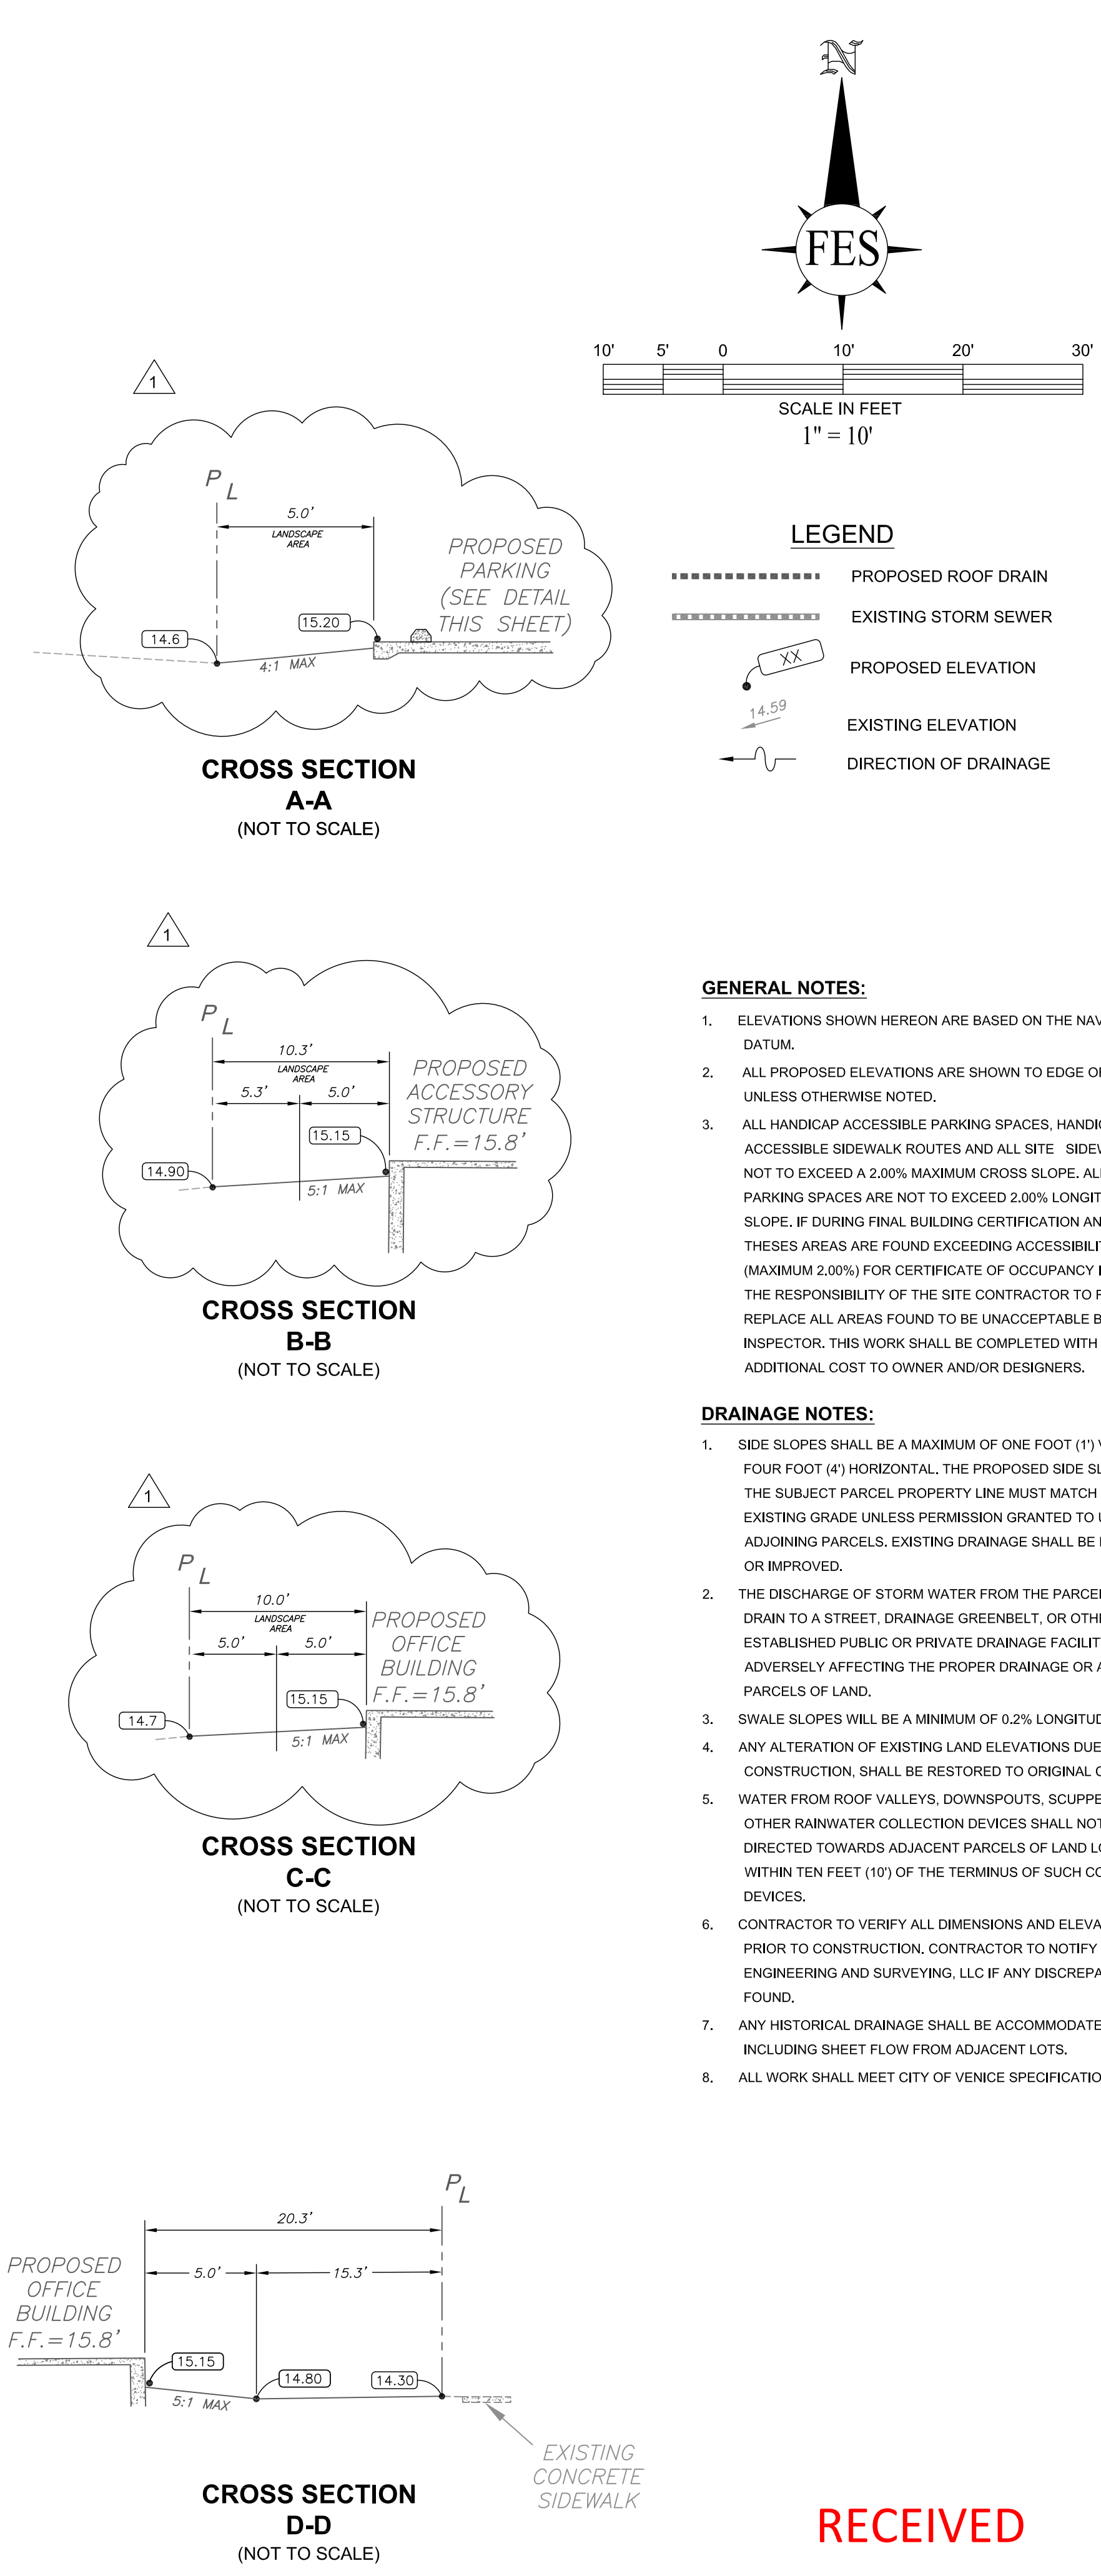 N
FES
10' 5' 0 10' 20' 30'
SCALE IN FEET
1" = 10'
1
P L
5.0'
LANDSCAPE
AREA
PROPOSED
PARKING
(SEE DETAIL
THIS SHEET)
15.20
14.6
4:1 MAX
CROSS SECTION
A-A
(NOT TO SCALE)
LEGEND
PROPOSED ROOF DRAIN
EXISTING STORM SEWER
XX
PROPOSED ELEVATION
14.59
EXISTING ELEVATION
DIRECTION OF DRAINAGE
1
P L
10.3'
LANDSCAPE
AREA
5.3' 5.0'
PROPOSED
ACCESSORY
STRUCTURE
F.F.=15.8'
15.15
14.90
5:1 MAX
CROSS SECTION
B-B
(NOT TO SCALE)
1
P L
10.0'
LANDSCAPE
AREA
5.0' 5.0'
PROPOSED
OFFICE
BUILDING
F.F.=15.8'
15.15
14.7
5:1 MAX
CROSS SECTION
C-C
(NOT TO SCALE)
GENERAL NOTES:
1. ELEVATIONS SHOWN HEREON ARE BASED ON THE NAV
DATUM.
2. ALL PROPOSED ELEVATIONS ARE SHOWN TO EDGE OF
UNLESS OTHERWISE NOTED.
3. ALL HANDICAP ACCESSIBLE PARKING SPACES, HANDIC
ACCESSIBLE SIDEWALK ROUTES AND ALL SITE SIDEW
NOT TO EXCEED A 2.00% MAXIMUM CROSS SLOPE. ALL
PARKING SPACES ARE NOT TO EXCEED 2.00% LONGIT
SLOPE. IF DURING FINAL BUILDING CERTIFICATION AN
THESES AREAS ARE FOUND EXCEEDING ACCESSIBILIT
(MAXIMUM 2.00%) FOR CERTIFICATE OF OCCUPANCY
THE RESPONSIBILITY OF THE SITE CONTRACTOR TO
REPLACE ALL AREAS FOUND TO BE UNACCEPTABLE B
INSPECTOR. THIS WORK SHALL BE COMPLETED WITH
ADDITIONAL COST TO OWNER AND/OR DESIGNERS.
DRAINAGE NOTES:
1. SIDE SLOPES SHALL BE A MAXIMUM OF ONE FOOT (1')
FOUR FOOT (4') HORIZONTAL. THE PROPOSED SIDE SL
THE SUBJECT PARCEL PROPERTY LINE MUST MATCH
EXISTING GRADE UNLESS PERMISSION GRANTED TO
ADJOINING PARCELS. EXISTING DRAINAGE SHALL BE
OR IMPROVED.
2. THE DISCHARGE OF STORM WATER FROM THE PARCEL
DRAIN TO A STREET, DRAINAGE GREENBELT, OR OTH
ESTABLISHED PUBLIC OR PRIVATE DRAINAGE FACILIT
ADVERSELY AFFECTING THE PROPER DRAINAGE OR A
PARCELS OF LAND.
3. SWALE SLOPES WILL BE A MINIMUM OF 0.2% LONGITUD
4. ANY ALTERATION OF EXISTING LAND ELEVATIONS DUE
CONSTRUCTION, SHALL BE RESTORED TO ORIGINAL
5. WATER FROM ROOF VALLEYS, DOWNSPOUTS, SCUPPE
OTHER RAINWATER COLLECTION DEVICES SHALL NOT
DIRECTED TOWARDS ADJACENT PARCELS OF LAND LO
WITHIN TEN FEET (10') OF THE TERMINUS OF SUCH CO
DEVICES.
6. CONTRACTOR TO VERIFY ALL DIMENSIONS AND ELEVA
PRIOR TO CONSTRUCTION. CONTRACTOR TO NOTIFY
ENGINEERING AND SURVEYING, LLC IF ANY DISCREPA
FOUND.
7. ANY HISTORICAL DRAINAGE SHALL BE ACCOMMODATE
INCLUDING SHEET FLOW FROM ADJACENT LOTS.
8. ALL WORK SHALL MEET CITY OF VENICE SPECIFICATIO
P L
20.3'
5.0' 15.3'
PROPOSED
OFFICE
BUILDING
F.F.=15.8'
15.15
14.80
14.30
5:1 MAX
EXISTING
CONCRETE
SIDEWALK
CROSS SECTION
D-D
(NOT TO SCALE)
RECEIVED